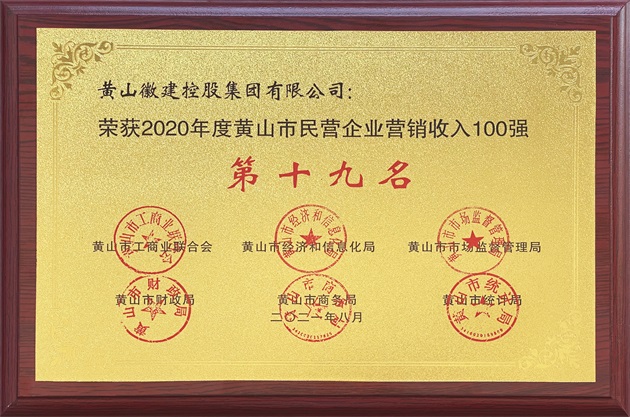 黄山徽建控股集团有限公司：
荣获2020年度黄山市民营企业营销收入100强
第十九名
黄山市工商业联合会 黄山市经济和信息化局 黄山市市场监督管理局
黄山市财政局 黄山市商务局 黄山市统计局
二〇二一年八月